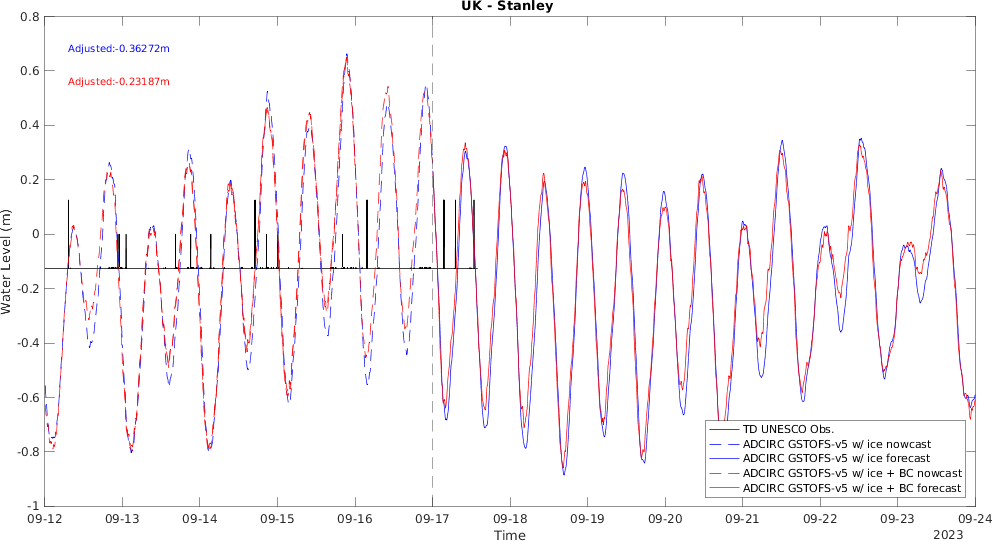 UK - Stanley
Adjusted:-0.36272m
Adjusted:-0.23187m
0.8
0.6
0.4
0.2
0
-0.2
-0.4
-0.6
-0.8
-1
Water Level (m)
09-12 09-13 09-14 09-15 09-16 09-17 09-18 09-19 09-20 09-21 09-22 09-23 09-24
Time
2023
TD UNESCO Obs.
ADCIRC GSTOFS-v5 w/ ice nowcast
ADCIRC GSTOFS-v5 w/ ice forecast
ADCIRC GSTOFS-v5 w/ ice + BC nowcast
ADCIRC GSTOFS-v5 w/ ice + BC forecast